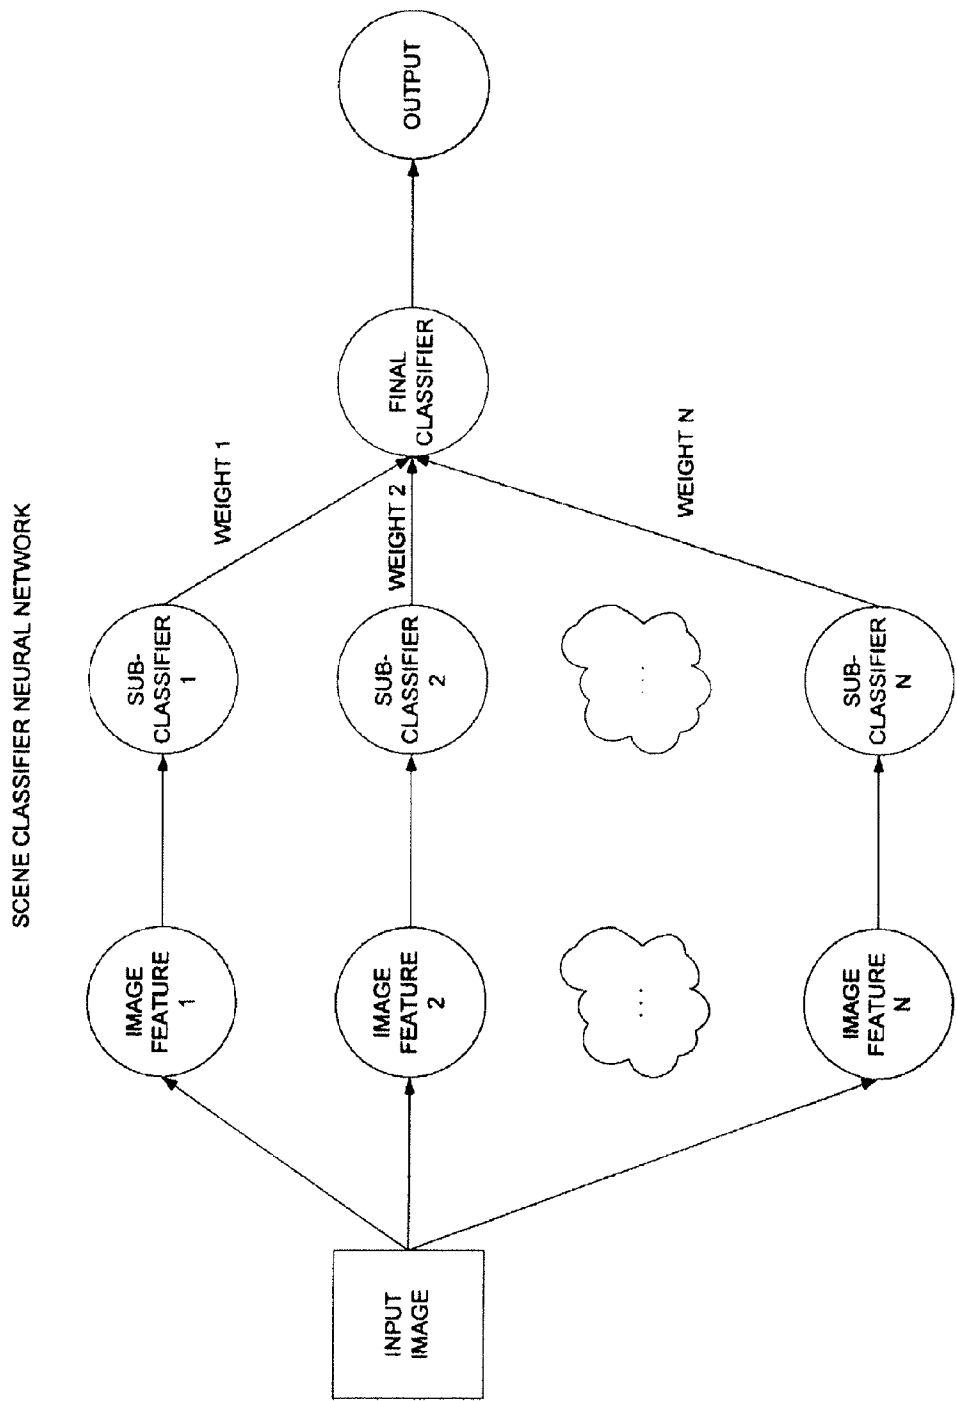 SCENE CLASSIFIER NEURAL NETWORK
INPUT
IMAGE
IMAGE
FEATURE
1
SUB-
CLASSIFIER
1
WEIGHT 1
IMAGE
FEATURE
2
SUB-
CLASSIFIER
2
WEIGHT 2
FINAL
CLASSIFIER
OUTPUT
...
...
IMAGE
FEATURE
N
SUB-
CLASSIFIER
N
WEIGHT N